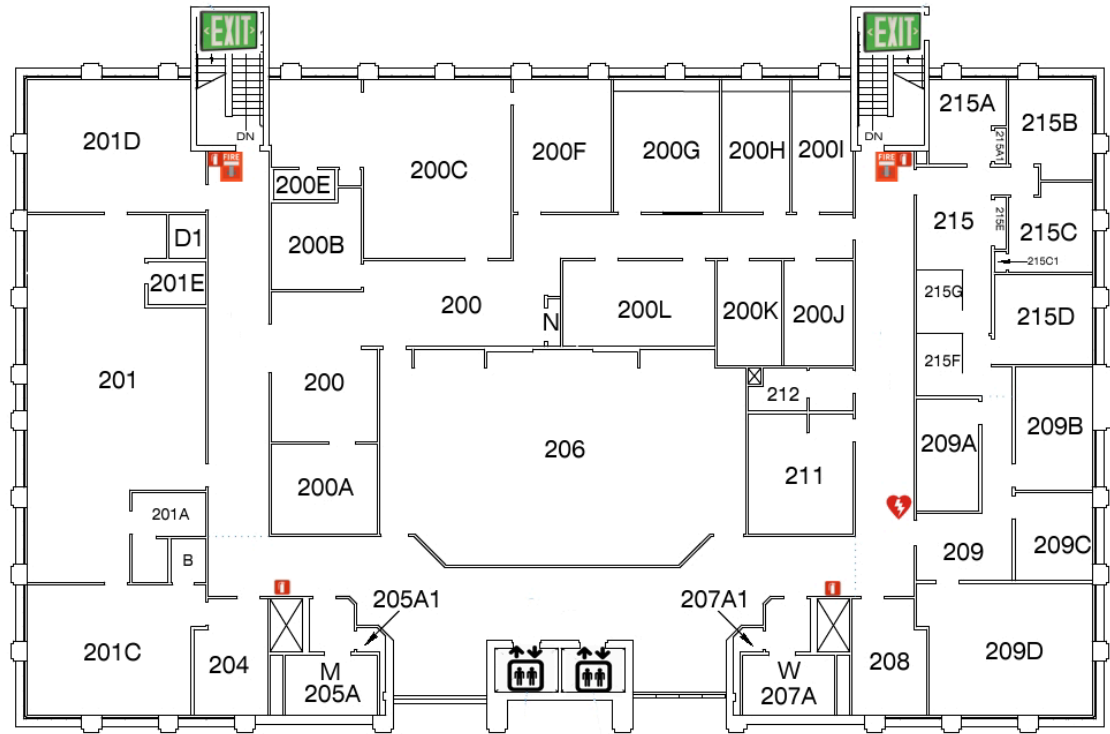 EXIT
EXIT
DN
DN
FIRE
FIRE
201D
200E
200C
200F
200G
200H
200I
215A
215A1
215B
D1
200B
201E
215
215E
215C
215C1
200
N
200L
200K
200J
215G
215D
201
200
215F
212
206
209A
209B
200A
211
201A
B
209
209C
205A1
207A1
201C
204
M
205A
W
207A
208
209D